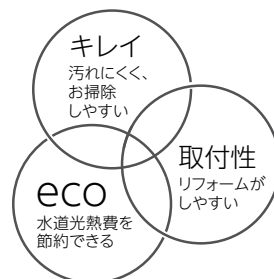 キレイ
汚れにくく、
お掃除
しやすい
取付性
リフォームが
しやすい
eco
水道光熱費を
節約できる